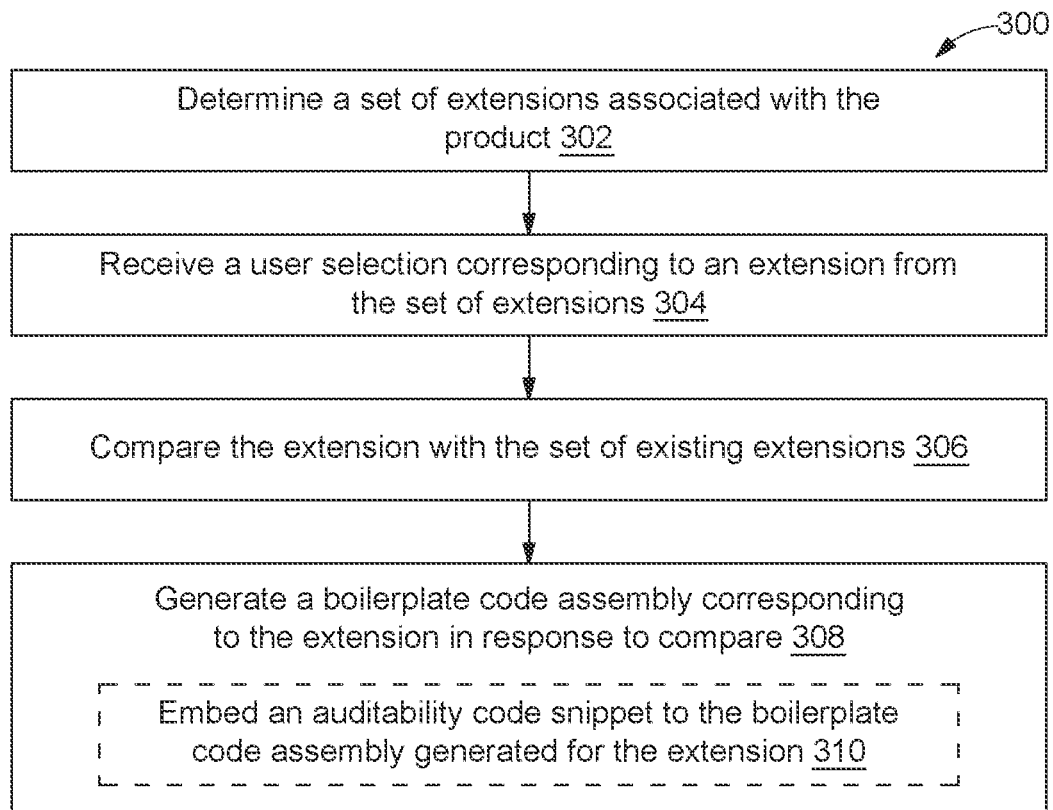 300
Determine a set of extensions associated with the
product 302
Receive a user selection corresponding to an extension from
the set of extensions 304
Compare the extension with the set of existing extensions 306
Generate a boilerplate code assembly corresponding
to the extension in response to compare 308
Embed an auditability code snippet to the boilerplate
code assembly generated for the extension 310